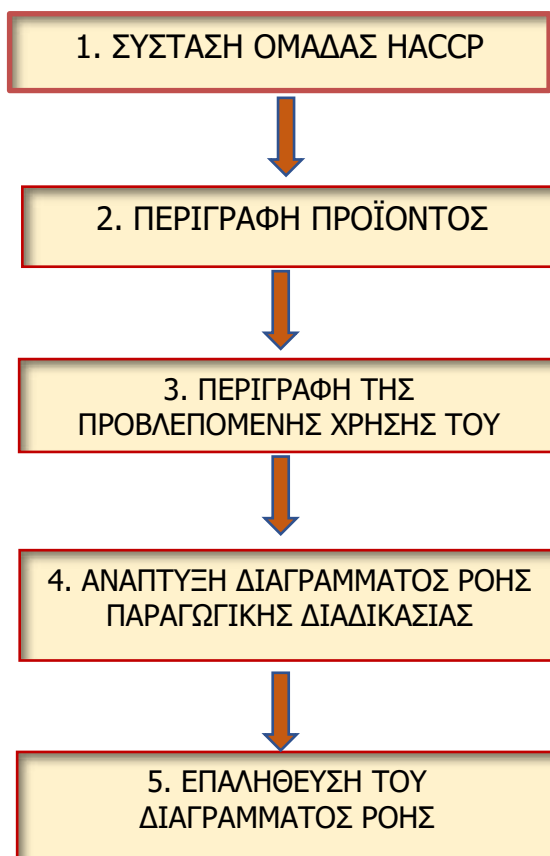 1. ΣΥΣΤΑΣΗ ΟΜΑΔΑΣ HACCP
2. ΠΕΡΙΓΡΑΦΗ ΠΡΟΪΟΝΤΟΣ
3. ΠΕΡΙΓΡΑΦΗ ΤΗΣ
ΠΡΟΒΛΕΠΟΜΕΝΗΣ ΧΡΗΣΗΣ ΤΟΥ
4. ΑΝΑΠΤΥΞΗ ΔΙΑΓΡΑΜΜΑΤΟΣ ΡΟΗΣ
ΠΑΡΑΓΩΓΙΚΗΣ ΔΙΑΔΙΚΑΣΙΑΣ
5. ΕΠΑΛΗΘΕΥΣΗ ΤΟΥ
ΔΙΑΓΡΑΜΜΑΤΟΣ ΡΟΗΣ